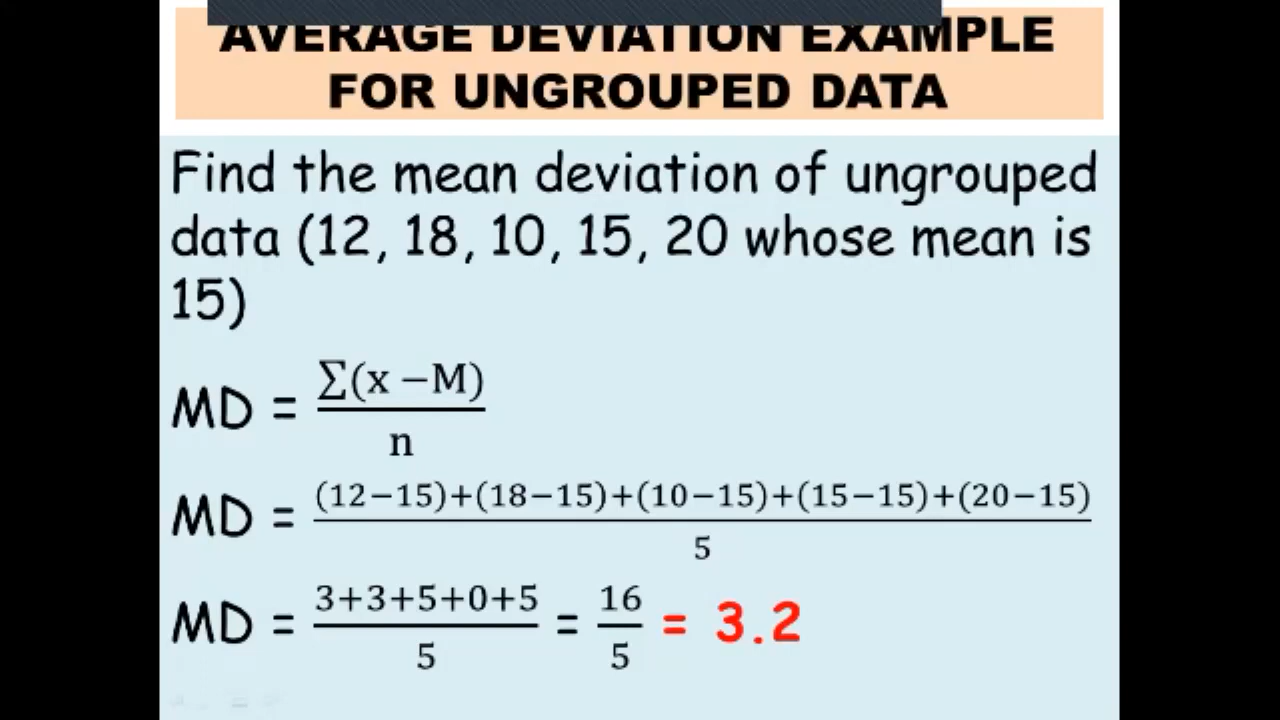 AVERAGE DEVIATION EXAMPLE
FOR UNGROUPED DATA
Find the mean deviation of ungrouped
data (12, 18, 10, 15, 20 whose mean is
15)
MD = ∑(x −M) / n
MD = (12−15)+(18−15)+(10−15)+(15−15)+(20−15) / 5
MD = 3+3+5+0+5 / 5 = 16 / 5 = 3.2